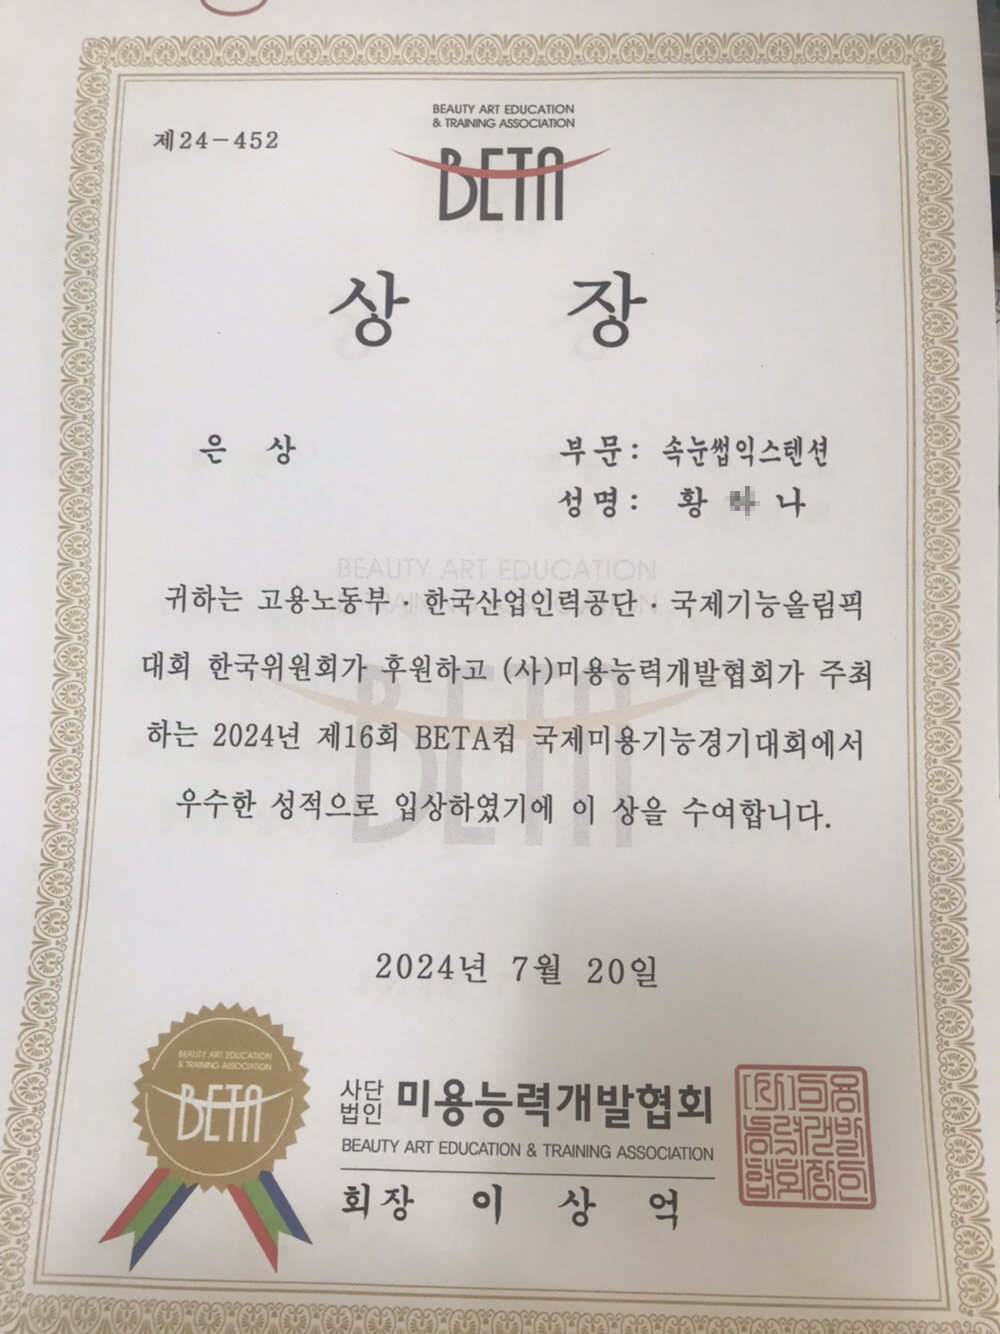 BEAUTY ART EDUCATION
& TRAINING ASSOCIATION
BETA
제24-452
상 장
은 상
부 문 : 속눈썹익스텐션
성 명 : 황 나
BEAUTY ART EDUCATION
귀하는 고용노동부 · 한국산업인력공단 · 국제기능올림픽
대회 한국위원회가 후원하고 (사)미용능력개발협회가 주최
하는 2024년 제16회 BETA컵 국제미용기능경기대회에서
우수한 성적으로 입상하였기에 이 상을 수여합니다.
BETA
2024년 7월 20일
BEAUTY ART EDUCATION
& TRAINING ASSOCIATION
BETA
사단법인 미용능력개발협회
BEAUTY ART EDUCATION & TRAINING ASSOCIATION
회장 이 상 억